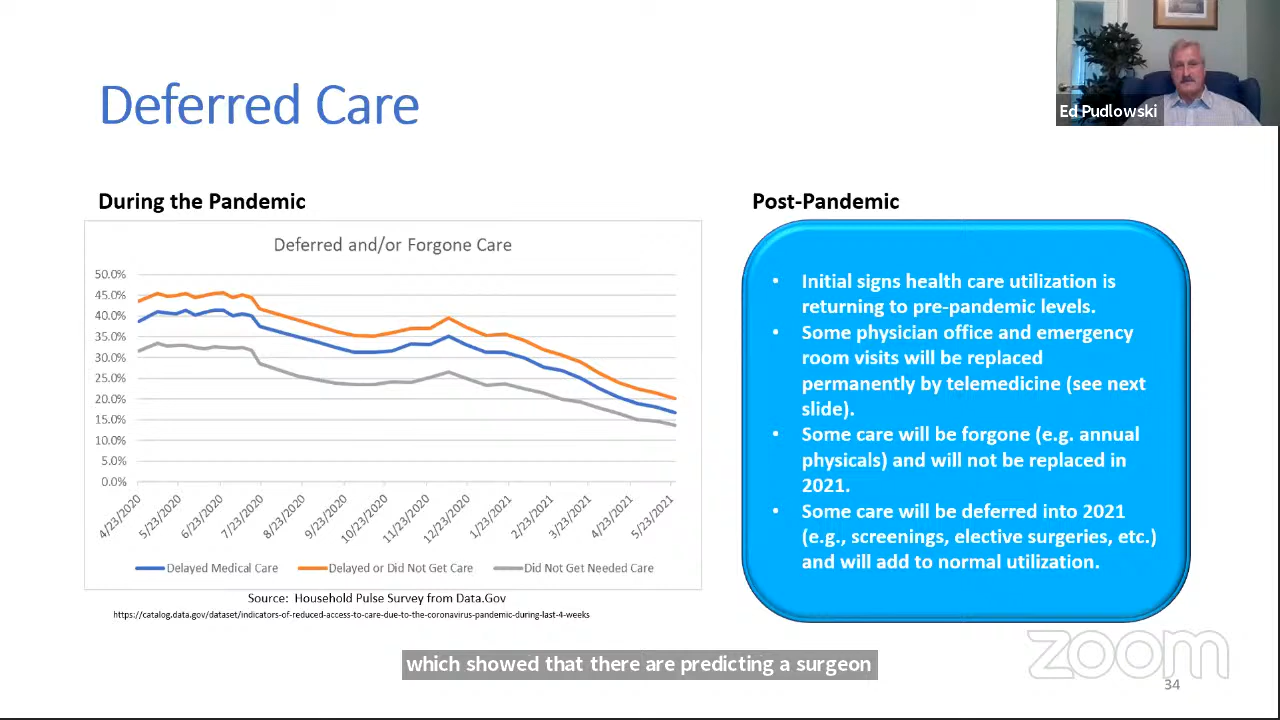 Deferred Care
Ed Pudlowski
During the Pandemic
Deferred and/or Forgone Care
50.0%
45.0%
40.0%
35.0%
30.0%
25.0%
20.0%
15.0%
10.0%
5.0%
0.0%
4/23/2020
5/23/2020
6/23/2020
7/23/2020
8/23/2020
9/23/2020
10/23/2020
11/23/2020
12/23/2020
1/23/2021
2/23/2021
3/23/2021
4/23/2021
5/23/2021
Delayed Medical Care
Delayed or Did Not Get Care
Did Not Get Needed Care
Source: Household Pulse Survey from Data.Gov
https://catalog.data.gov/dataset/indicators-of-reduced-access-to-care-due-to-the-coronavirus-pandemic-during-last-4-weeks
Post-Pandemic
• Initial signs health care utilization is
returning to pre-pandemic levels.
• Some physician office and emergency
room visits will be replaced
permanently by telemedicine (see next
slide).
• Some care will be forgone (e.g. annual
physicals) and will not be replaced in
2021.
• Some care will be deferred into 2021
(e.g., screenings, elective surgeries, etc.)
and will add to normal utilization.
which showed that there are predicting a surgeon
zoom
34